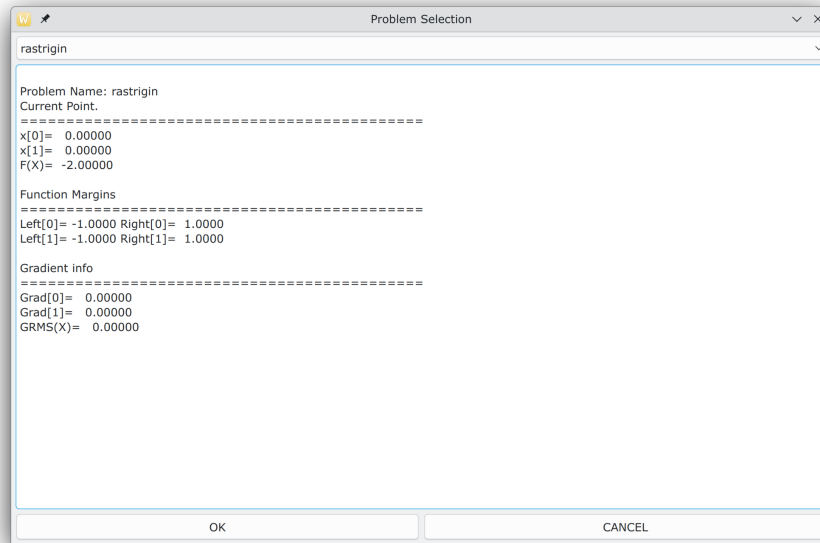 W
Problem Selection
rastrigin
Problem Name: rastrigin
Current Point.
============================================
x[0]=   0.00000
x[1]=   0.00000
F(X)=  -2.00000
Function Margins
============================================
Left[0]= -1.0000 Right[0]=  1.0000
Left[1]= -1.0000 Right[1]=  1.0000
Gradient info
============================================
Grad[0]=   0.00000
Grad[1]=   0.00000
GRMS(X)=   0.00000
OK
CANCEL